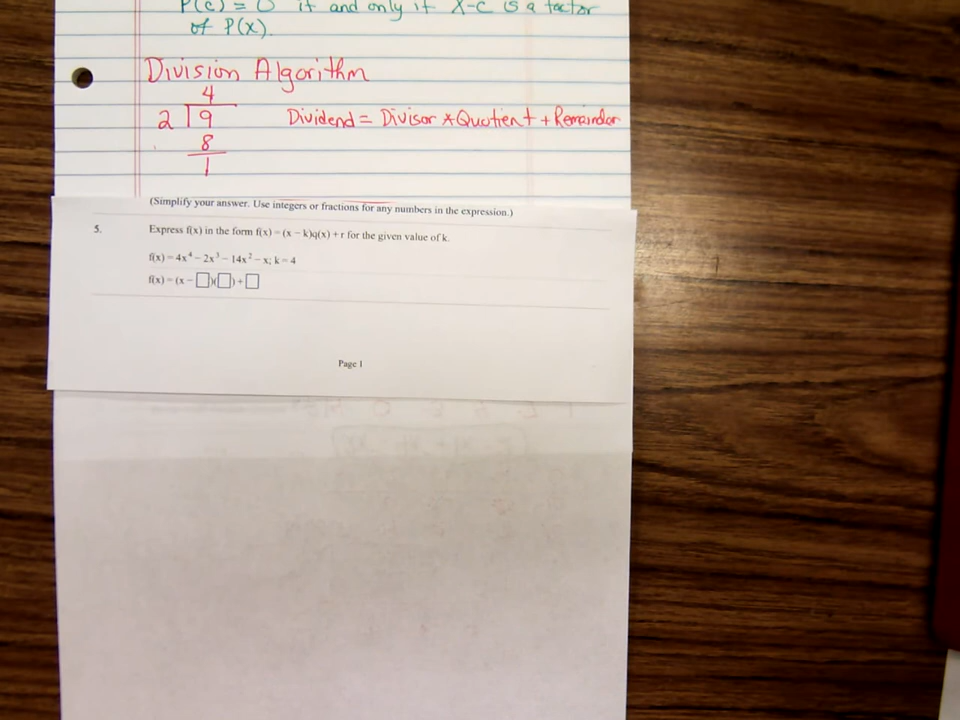 P(c) = 0 if and only if X-C is a factor
of P(x).
Division Algorithm
4
2 9 Dividend = Divisor * Quotient + Remainder
8
1
(Simplify your answer. Use integers or fractions for any numbers in the expression.)
5. Express f(x) in the form f(x) = (x − k)q(x) + r for the given value of k.
f(x) = 4x⁴ − 2x³ − 14x² − x; k = 4
f(x) = (x − □)(□) + □
Page 1